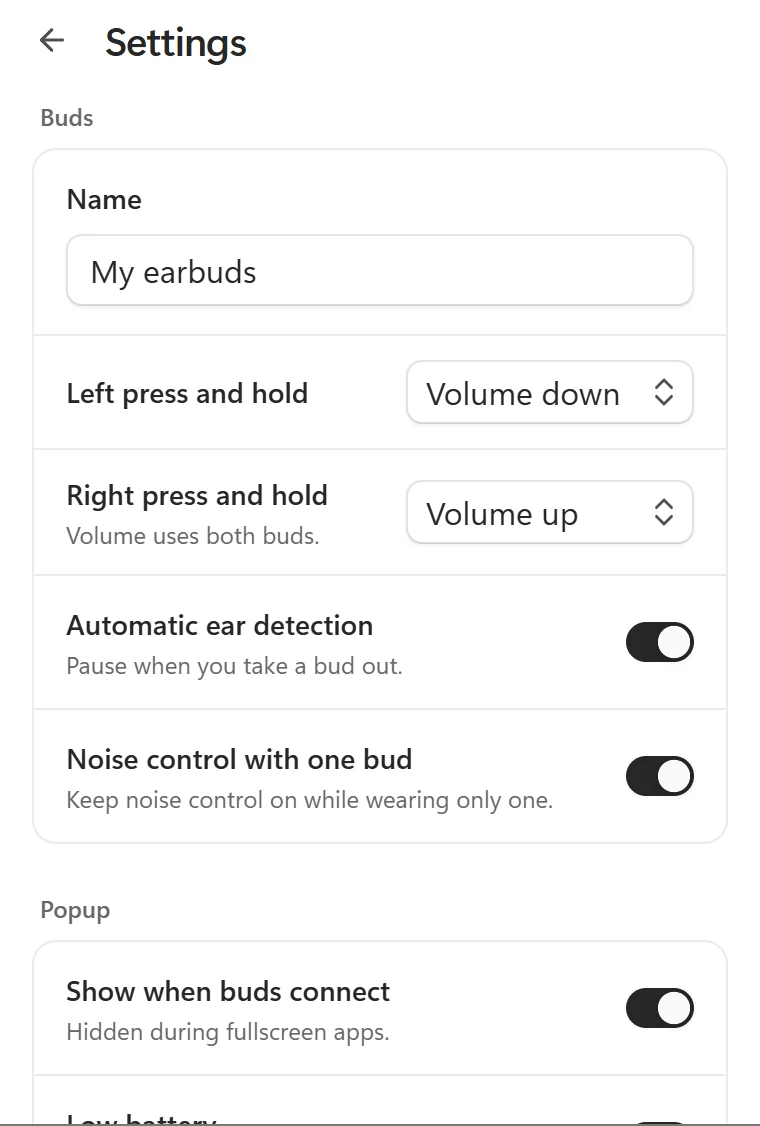 Settings
Buds
Name
My earbuds
Left press and hold
Volume down
Right press and hold
Volume up
Volume uses both buds.
Automatic ear detection
Pause when you take a bud out.
Noise control with one bud
Keep noise control on while wearing only one.
Popup
Show when buds connect
Hidden during fullscreen apps.
Low battery